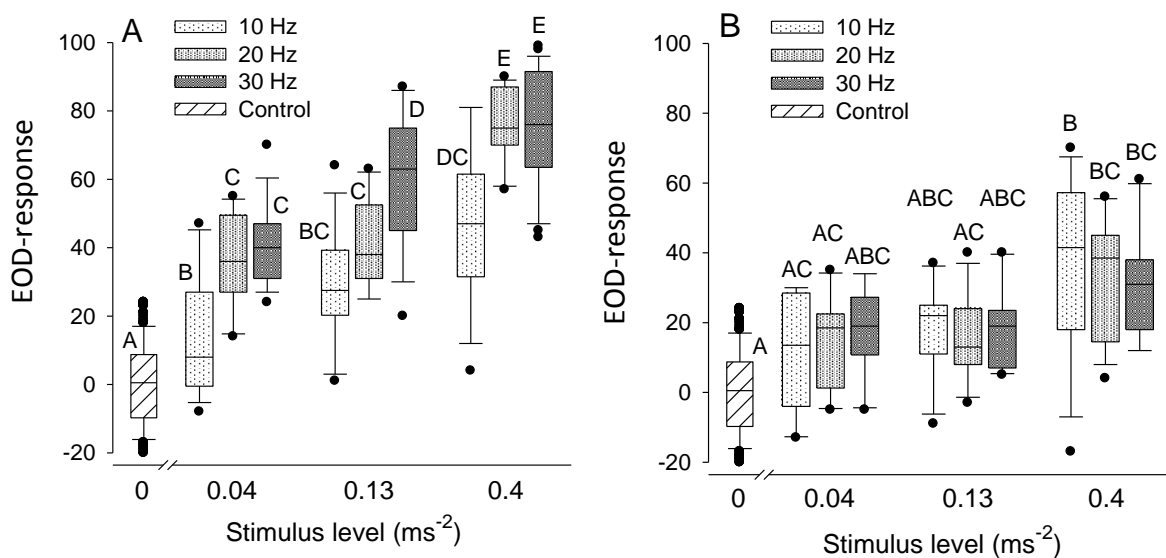 A
10 Hz
20 Hz
30 Hz
Control
EOD-response
100
80
60
40
20
0
-20
A
B
C
C
BC
C
D
DC
E
E
0
0.04
0.13
0.4
Stimulus level (ms-2)
B
10 Hz
20 Hz
30 Hz
Control
EOD-response
100
80
60
40
20
0
-20
A
AC
AC
ABC
ABC
AC
ABC
B
BC
BC
0
0.04
0.13
0.4
Stimulus level (ms-2)